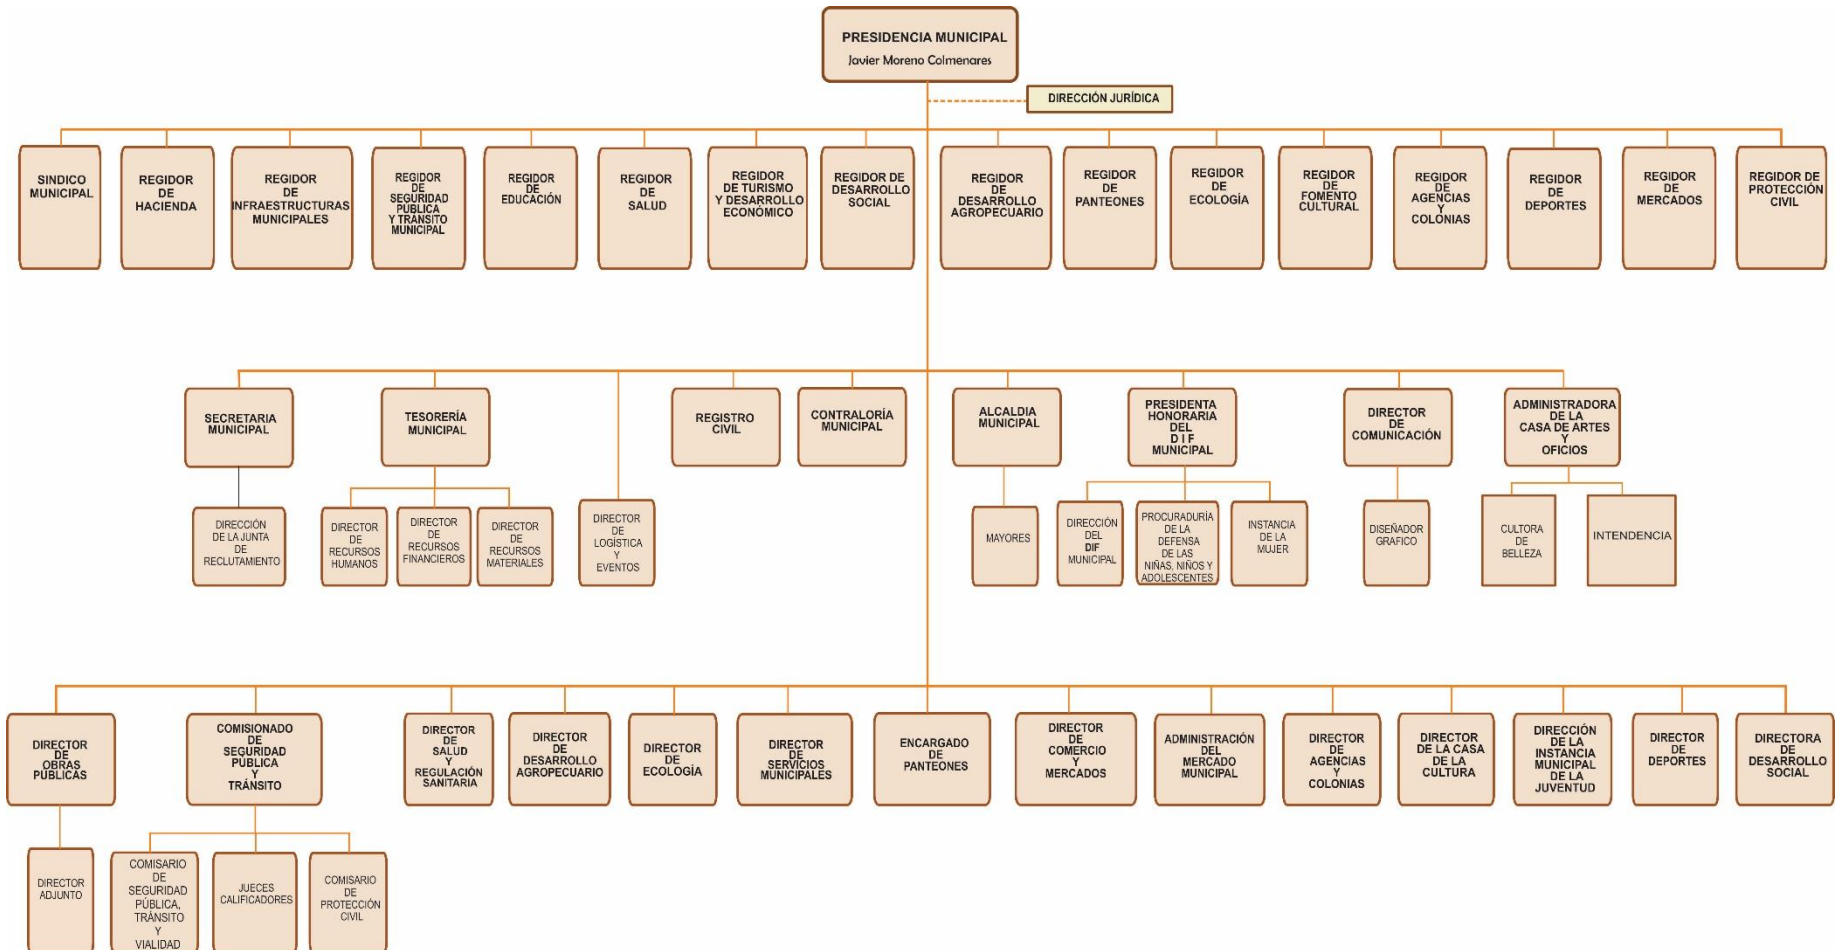 PRESIDENCIA MUNICIPAL
Javier Moreno Colmenares
DIRECCIÓN JURÍDICA
SINDICO
MUNICIPAL
REGIDOR
DE
HACIENDA
REGIDOR
DE
INFRAESTRUCTURAS
MUNICIPALES
REGIDOR
DE
SEGURIDAD
PÚBLICA
Y TRÁNSITO
MUNICIPAL
REGIDOR
DE
EDUCACIÓN
REGIDOR
DE
SALUD
REGIDOR
DE TURISMO
Y DESARROLLO
ECONÓMICO
REGIDOR DE
DESARROLLO
SOCIAL
REGIDOR
DE
DESARROLLO
AGROPECUARIO
REGIDOR
DE
PANTEONES
REGIDOR
DE
ECOLOGÍA
REGIDOR
DE
FOMENTO
CULTURAL
REGIDOR
DE
AGENCIAS
Y
COLONIAS
REGIDOR
DE
DEPORTES
REGIDOR
DE
MERCADOS
REGIDOR DE
PROTECCIÓN
CIVIL
SECRETARIA
MUNICIPAL
TESORERÍA
MUNICIPAL
REGISTRO
CIVIL
CONTRALORÍA
MUNICIPAL
ALCALDIA
MUNICIPAL
PRESIDENTA
HONORARIA
DEL
D I F
MUNICIPAL
DIRECTOR
DE
COMUNICACIÓN
ADMINISTRADORA
DE LA
CASA DE ARTES
Y
OFICIOS
DIRECCIÓN
DE LA JUNTA
DE
RECLUTAMIENTO
DIRECTOR
DE
RECURSOS
HUMANOS
DIRECTOR
DE
RECURSOS
FINANCIEROS
DIRECTOR
DE
RECURSOS
MATERIALES
DIRECTOR
DE
LOGÍSTICA
Y
EVENTOS
MAYORES
DIRECCIÓN
DEL
DIF
MUNICIPAL
PROCURADURÍA
DE LA
DEFENSA
DE LAS
NIÑAS, NIÑOS Y
ADOLESCENTES
INSTANCIA
DE LA
MUJER
DISEÑADOR
GRAFICO
CULTORA
DE
BELLEZA
INTENDENCIA
DIRECTOR
DE
OBRAS
PÚBLICAS
COMISIONADO
DE
SEGURIDAD
PÚBLICA
Y
TRÁNSITO
DIRECTOR
DE
SALUD
Y
REGULACIÓN
SANITARIA
DIRECTOR
DE
DESARROLLO
AGROPECUARIO
DIRECTOR
DE
ECOLOGÍA
DIRECTOR
DE
SERVICIOS
MUNICIPALES
ENCARGADO
DE
PANTEONES
DIRECTOR
DE
COMERCIO
Y
MERCADOS
ADMINISTRACIÓN
DEL
MERCADO
MUNICIPAL
DIRECTOR
DE
AGENCIAS
Y
COLONIAS
DIRECTOR
DE LA CASA
DE LA
CULTURA
DIRECCIÓN
DE LA
INSTANCIA
MUNICIPAL
DE LA
JUVENTUD
DIRECTOR
DE
DEPORTES
DIRECTORA
DE
DESARROLLO
SOCIAL
DIRECTOR
ADJUNTO
COMISARIO
DE
SEGURIDAD
PÚBLICA,
TRÁNSITO
Y
VIALIDAD
JUECES
CALIFICADORES
COMISARIO
DE
PROTECCIÓN
CIVIL